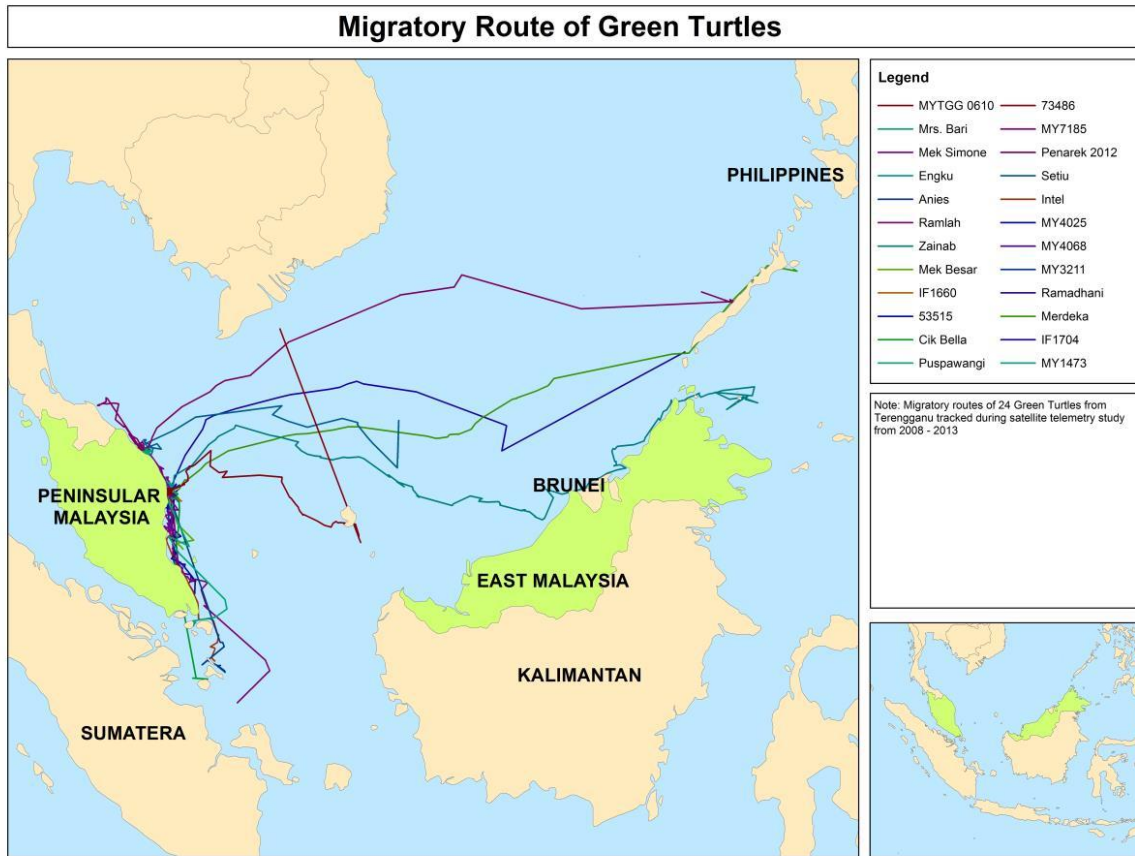 Migratory Route of Green Turtles
PHILIPPINES
PENINSULAR
MALAYSIA
BRUNEI
EAST MALAYSIA
KALIMANTAN
SUMATERA
Legend
MYTGG 0610
Mrs. Bari
Mek Simone
Engku
Anies
Ramlah
Zainab
Mek Besar
IF1660
53515
Cik Bella
Puspawangi
73486
MY7185
Penarek 2012
Setiu
Intel
MY4025
MY4068
MY3211
Ramadhani
Merdeka
IF1704
MY1473
Note: Migratory routes of 24 Green Turtles from
Terengganu tracked during satellite telemetry study
from 2008 - 2013